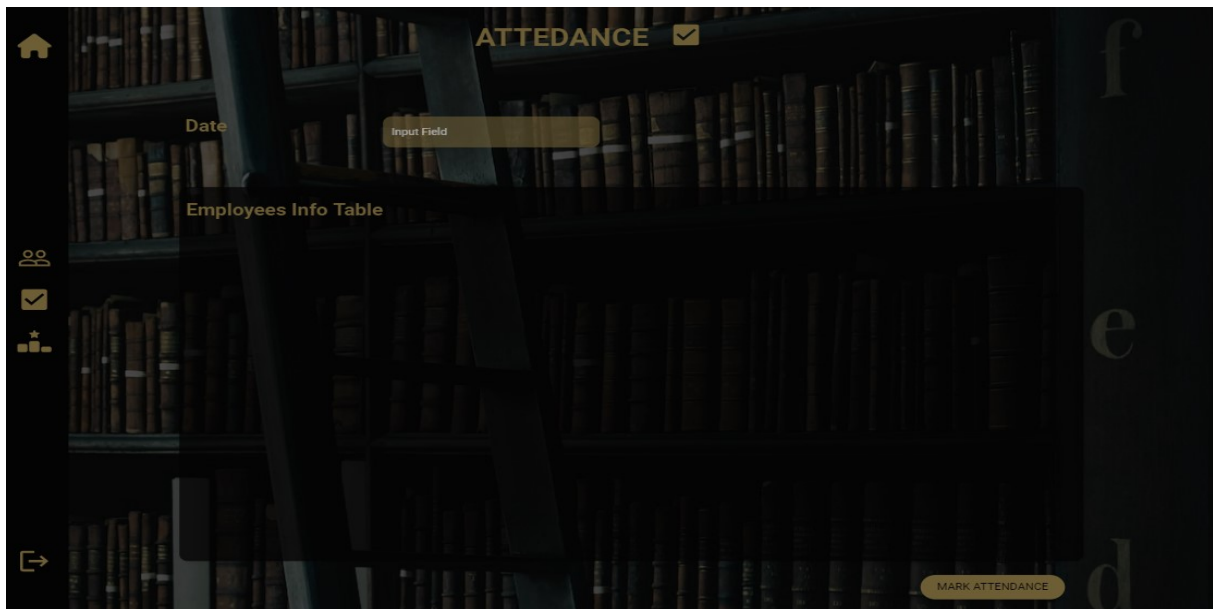 ATTEDANCE
f
Date
Input Field
Employees Info Table
e
d
MARK ATTENDANCE